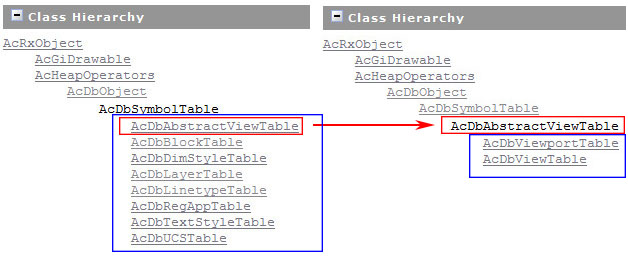 Class Hierarchy
AcRxObject
AcGiDrawable
AcHeapOperators
AcDbObject
AcDbSymbolTable
AcDbAbstractViewTable
AcDbBlockTable
AcDbDimStyleTable
AcDbLayerTable
AcDbLinetypeTable
AcDbRegAppTable
AcDbTextStyleTable
AcDbUCSTable
Class Hierarchy
AcRxObject
AcGiDrawable
AcHeapOperators
AcDbObject
AcDbSymbolTable
AcDbAbstractViewTable
AcDbViewportTable
AcDbViewTable